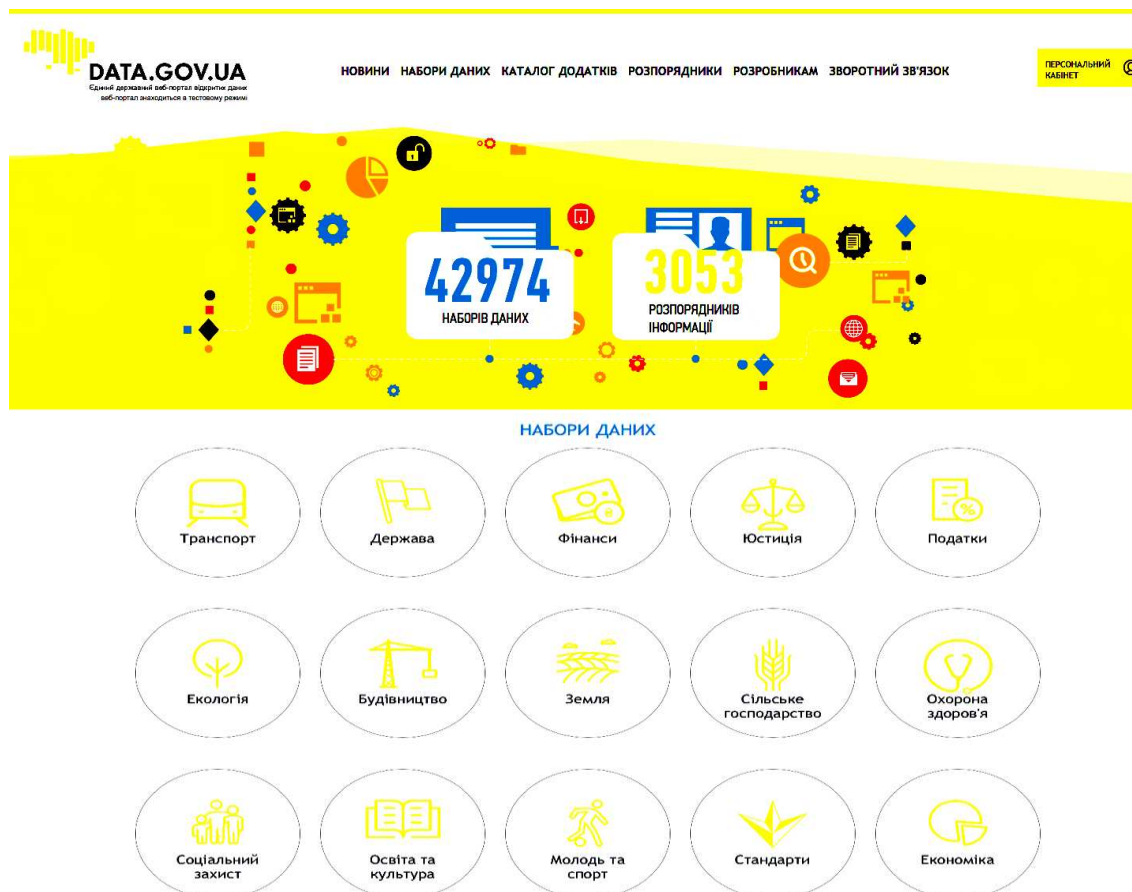 DATA.GOV.UA
Єдиний державний веб-портал відкритих даних
веб-портал знаходиться в тестовому режимі
НОВИНИ НАБОРИ ДАНИХ КАТАЛОГ ДОДАТКІВ РОЗПОРЯДНИКИ РОЗРОБНИКАМ ЗВОРОТНИЙ ЗВ'ЯЗОК
ПЕРСОНАЛЬНИЙ
КАБІНЕТ
42974
НАБОРІВ ДАНИХ
3053
РОЗПОРЯДНИКІВ
ІНФОРМАЦІЇ
НАБОРИ ДАНИХ
Транспорт
Держава
Фінанси
Юстиція
Податки
Екологія
Будівництво
Земля
Сільське
господарство
Охорона
здоров'я
Соціальний
захист
Освіта та
культура
Молодь та
спорт
Стандарти
Економіка